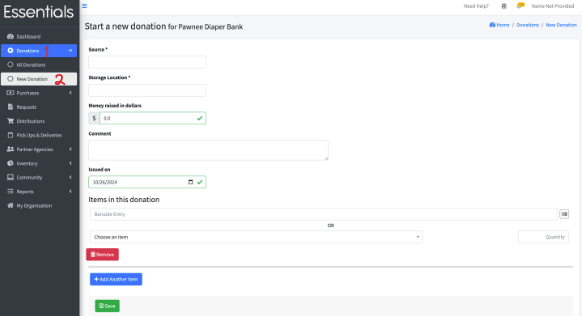 Essentials
Need Help?
Name Not Provided
Start a new donation for Pawnee Diaper Bank
Home / Donations / New Donation
Dashboard
Donations 1
All Donations
New Donation 2
Purchases
Requests
Distributions
Pick Ups & Deliveries
Partner Agencies
Inventory
Community
Reports
My Organization
Source *
Storage Location *
Money raised in dollars
$ 0.0
Comment
Issued on
10/26/2024
Items in this donation
Barcode Entry
OR
Choose an item
Quantity
Remove
+ Add Another Item
Save